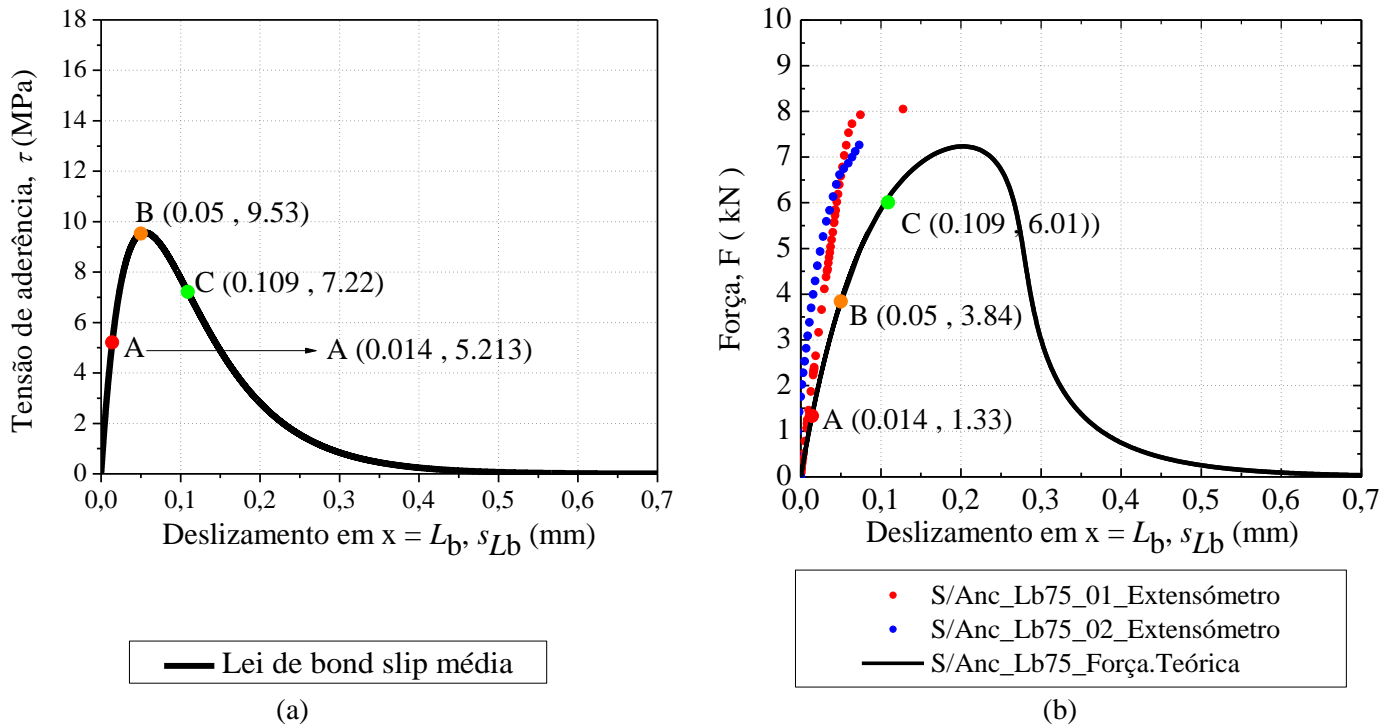 18
16
14
12
10
8
6
4
2
0
Tensão de aderência, τ (MPa)
B (0.05 , 9.53)
C (0.109 , 7.22)
A
A (0.014 , 5.213)
0,0 0,1 0,2 0,3 0,4 0,5 0,6 0,7
Deslizamento em x = Lb, sLb (mm)
Lei de bond slip média
(a)
10
9
8
7
6
5
4
3
2
1
0
Força, F ( kN )
C (0.109 , 6.01))
B (0.05 , 3.84)
A (0.014 , 1.33)
0,0 0,1 0,2 0,3 0,4 0,5 0,6 0,7
Deslizamento em x = Lb, sLb (mm)
S/Anc_Lb75_01_Extensómetro
S/Anc_Lb75_02_Extensómetro
S/Anc_Lb75_Força.Teórica
(b)